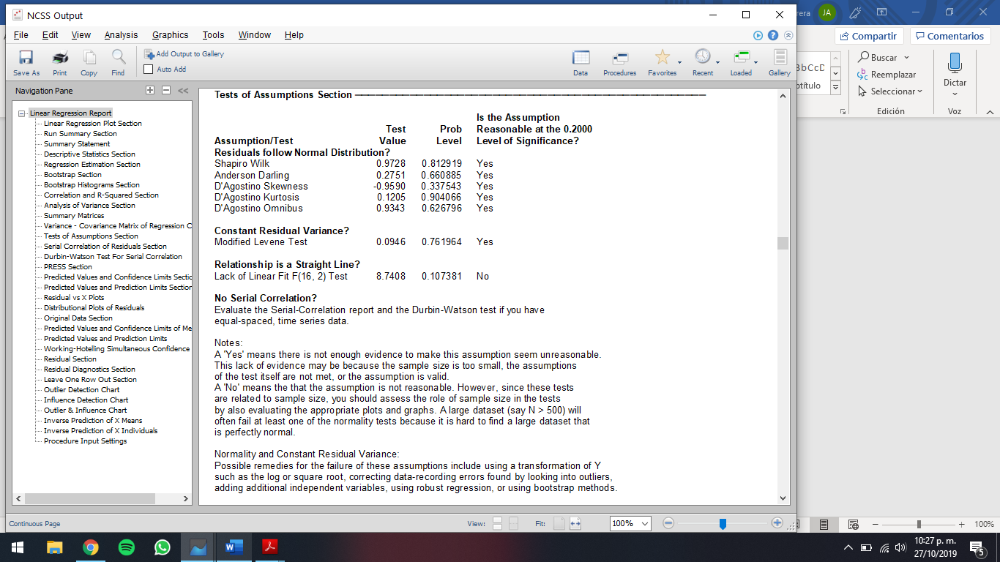 NCSS Output
rera
JA
File Edit View Analysis Graphics Tools Window Help
Compartir
Comentarios
Save As
Print
Copy
Find
Add Output to Gallery
Auto Add
Data
Procedures
Favorites
Recent
Loaded
Gallery
BbCcD
otítulo
Buscar
Reemplazar
Seleccionar
Edición
Dictar
Voz
Navigation Pane
<<
Linear Regression Report
Linear Regression Plot Section
Run Summary Section
Summary Statement
Descriptive Statistics Section
Regression Estimation Section
Bootstrap Section
Bootstrap Histograms Section
Correlation and R-Squared Section
Analysis of Variance Section
Summary Matrices
Variance - Covariance Matrix of Regression C
Tests of Assumptions Section
Serial Correlation of Residuals Section
Durbin-Watson Test For Serial Correlation
PRESS Section
Predicted Values and Confidence Limits Sectic
Predicted Values and Prediction Limits Section
Residual vs X Plots
Distributional Plots of Residuals
Original Data Section
Predicted Values and Confidence Limits of Me
Predicted Values and Prediction Limits
Working-Hotelling Simultaneous Confidence
Residual Section
Residual Diagnostics Section
Leave One Row Out Section
Outlier Detection Chart
Influence Detection Chart
Outlier & Influence Chart
Inverse Prediction of X Means
Inverse Prediction of X Individuals
Procedure Input Settings
Tests of Assumptions Section
Is the Assumption
Test Prob Reasonable at the 0.2000
Assumption/Test Value Level Level of Significance?
Residuals follow Normal Distribution?
Shapiro Wilk 0.9728 0.812919 Yes
Anderson Darling 0.2751 0.660885 Yes
D'Agostino Skewness -0.9590 0.337543 Yes
D'Agostino Kurtosis 0.1205 0.904066 Yes
D'Agostino Omnibus 0.9343 0.626796 Yes
Constant Residual Variance?
Modified Levene Test 0.0946 0.761964 Yes
Relationship is a Straight Line?
Lack of Linear Fit F(16, 2) Test 8.7408 0.107381 No
No Serial Correlation?
Evaluate the Serial-Correlation report and the Durbin-Watson test if you have
equal-spaced, time series data.
Notes:
A 'Yes' means there is not enough evidence to make this assumption seem unreasonable.
This lack of evidence may be because the sample size is too small, the assumptions
of the test itself are not met, or the assumption is valid.
A 'No' means the that the assumption is not reasonable. However, since these tests
are related to sample size, you should assess the role of sample size in the tests
by also evaluating the appropriate plots and graphs. A large dataset (say N > 500) will
often fail at least one of the normality tests because it is hard to find a large dataset that
is perfectly normal.
Normality and Constant Residual Variance:
Possible remedies for the failure of these assumptions include using a transformation of Y
such as the log or square root, correcting data-recording errors found by looking into outliers,
adding additional independent variables, using robust regression, or using bootstrap methods.
Continuous Page
View:
Fit:
100%
100%
10:27 p. m.
27/10/2019
5